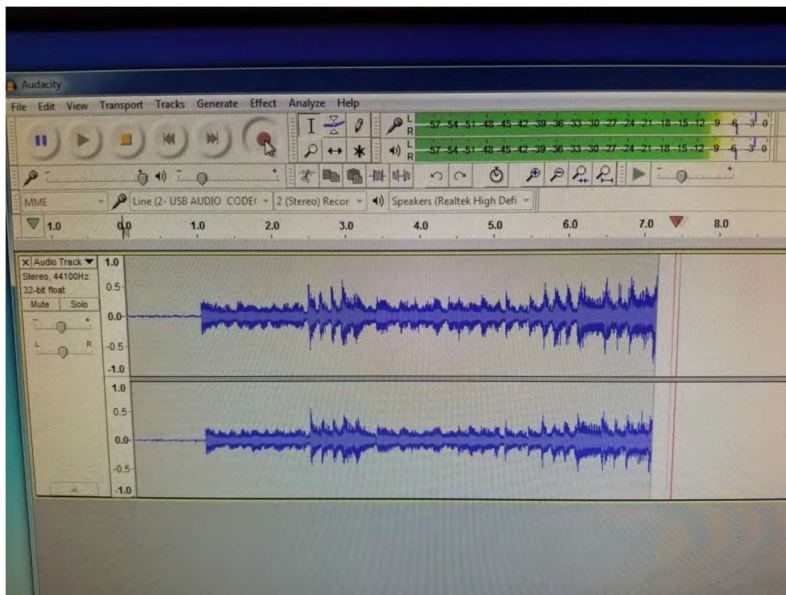 Audacity
File Edit View Transport Tracks Generate Effect Analyze Help
L -57 -54 -51 -48 -45 -42 -39 -36 -33 -30 -27 -24 -21 -18 -15 -12 -9 -6 -3 0
R
L -57 -54 -51 -48 -45 -42 -39 -36 -33 -30 -27 -24 -21 -18 -15 -12 -9 -6 -3 0
R
MME Line (2- USB AUDIO CODEC 2 (Stereo) Recor Speakers (Realtek High Defi
1.0 0.0 1.0 2.0 3.0 4.0 5.0 6.0 7.0 8.0
X Audio Track 1.0
Stereo, 44100Hz
32-bit float 0.5
Mute Solo
- + 0.0
L R -0.5
-1.0
1.0
0.5
0.0
-0.5
-1.0